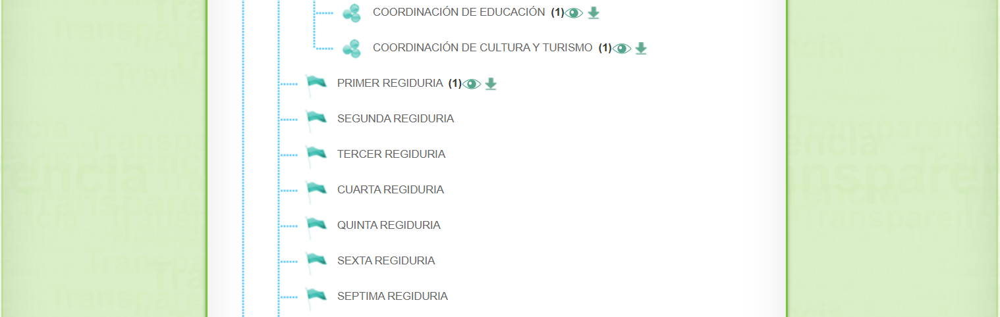 COORDINACIÓN DE EDUCACIÓN (1)
COORDINACIÓN DE CULTURA Y TURISMO (1)
PRIMER REGIDURIA (1)
SEGUNDA REGIDURIA
TERCER REGIDURIA
CUARTA REGIDURIA
QUINTA REGIDURIA
SEXTA REGIDURIA
SEPTIMA REGIDURIA